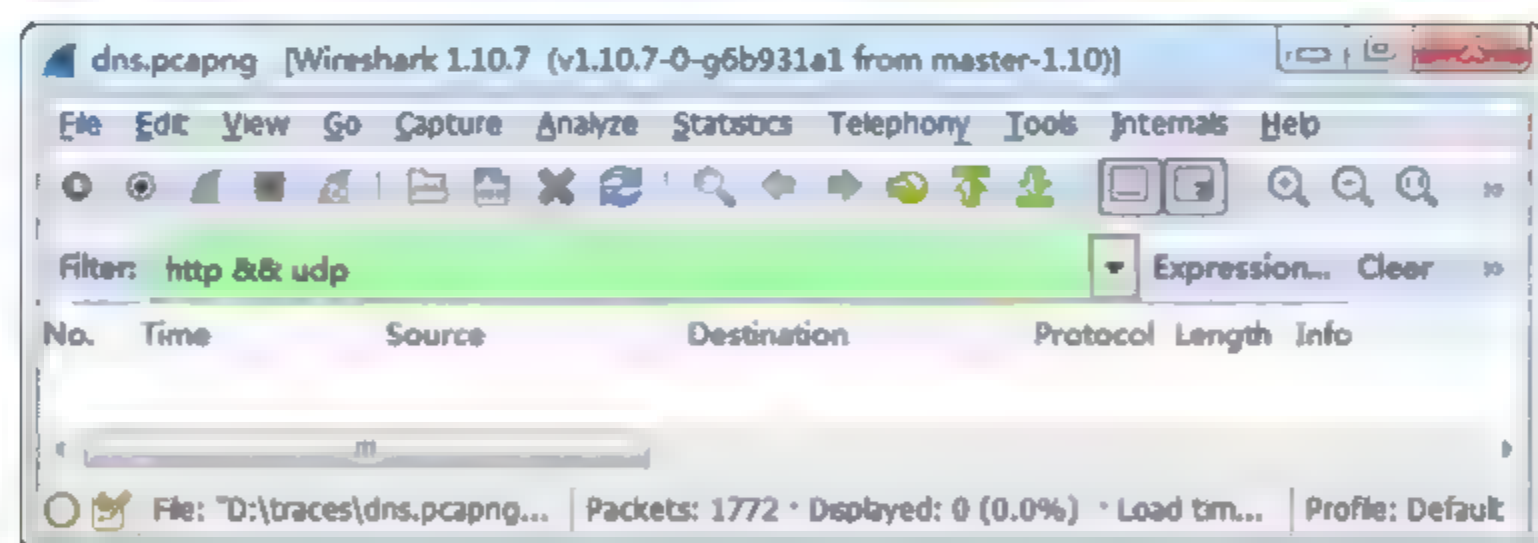 dns.pcapng [Wireshark 1.10.7 (v1.10.7-0-g6b931a1 from master-1.10)]
File Edit View Go Capture Analyze Statistics Telephony Tools Internals Help
Filter: http && udp Expression... Clear
No. Time Source Destination Protocol Length Info
File: "D:\traces\dns.pcapng... Packets: 1772 · Displayed: 0 (0.0%) · Load tim... Profile: Default